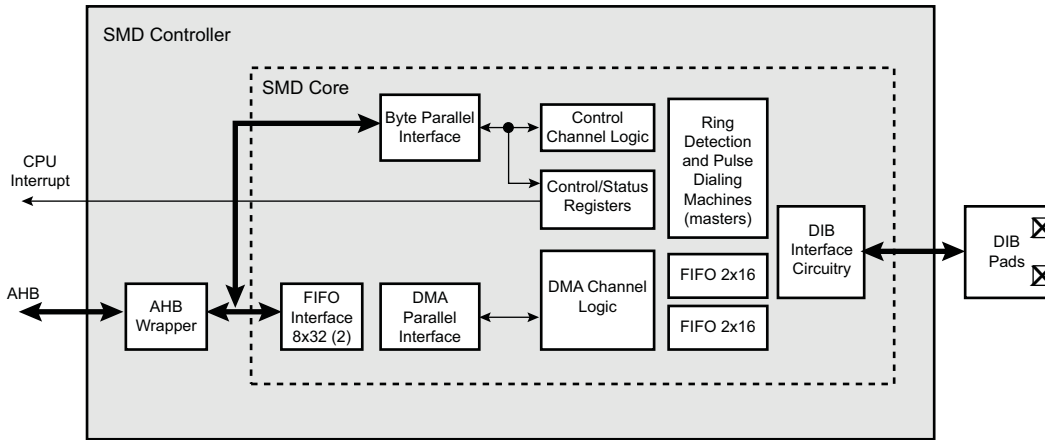 SMD Controller
SMD Core
Byte Parallel
Interface
Control
Channel Logic
Ring
Detection
and Pulse
Dialing
Machines
(masters)
CPU
Interrupt
Control/Status
Registers
DIB
Interface
Circuitry
DIB
Pads
AHB
AHB
Wrapper
FIFO
Interface
8x32 (2)
DMA
Parallel
Interface
DMA Channel
Logic
FIFO 2x16
FIFO 2x16